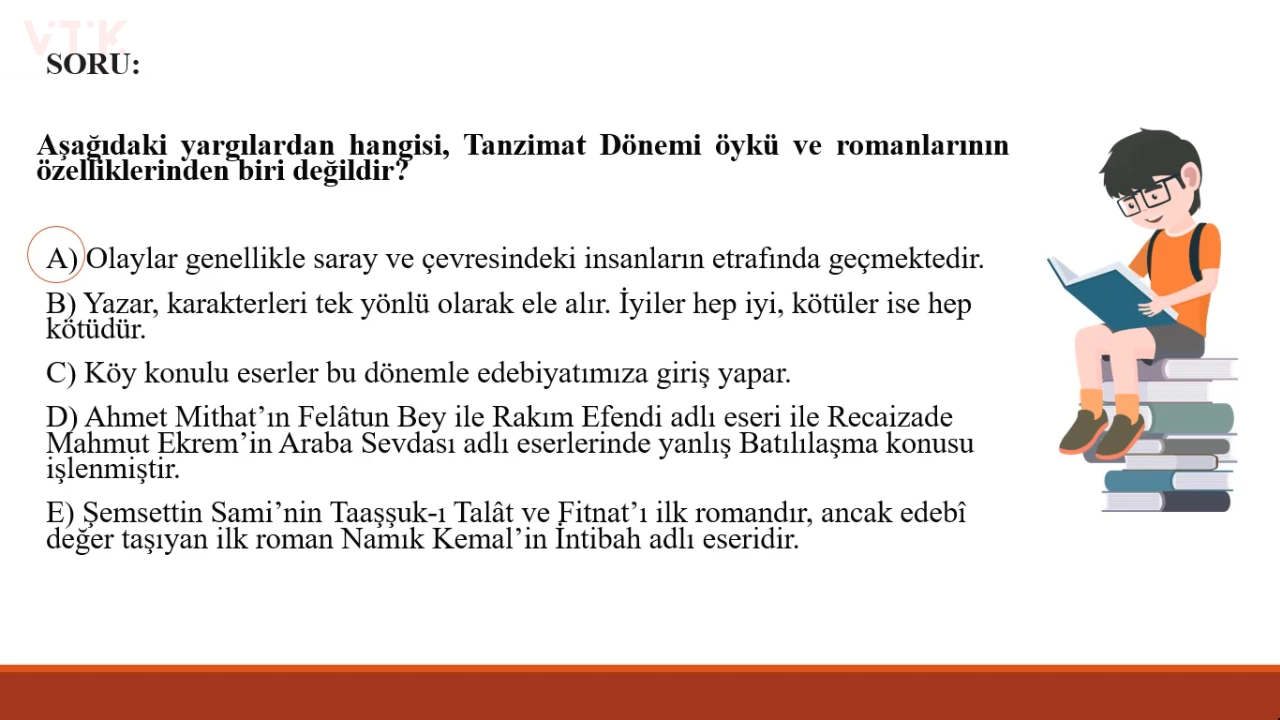 VİTİK
SORU:
Aşağıdaki yargılardan hangisi, Tanzimat Dönemi öykü ve romanlarının
özelliklerinden biri değildir?
A) Olaylar genellikle saray ve çevresindeki insanların etrafında geçmektedir.
B) Yazar, karakterleri tek yönlü olarak ele alır. İyiler hep iyi, kötüler ise hep
kötüdür.
C) Köy konulu eserler bu dönemle edebiyatımıza giriş yapar.
D) Ahmet Mithat’ın Felâtun Bey ile Rakım Efendi adlı eseri ile Recaizade
Mahmut Ekrem’in Araba Sevdası adlı eserlerinde yanlış Batılılaşma konusu
işlenmiştir.
E) Şemsettin Sami’nin Taaşşuk-ı Talât ve Fitnat’ı ilk romandır, ancak edebî
değer taşıyan ilk roman Namık Kemal’in İntibah adlı eseridir.